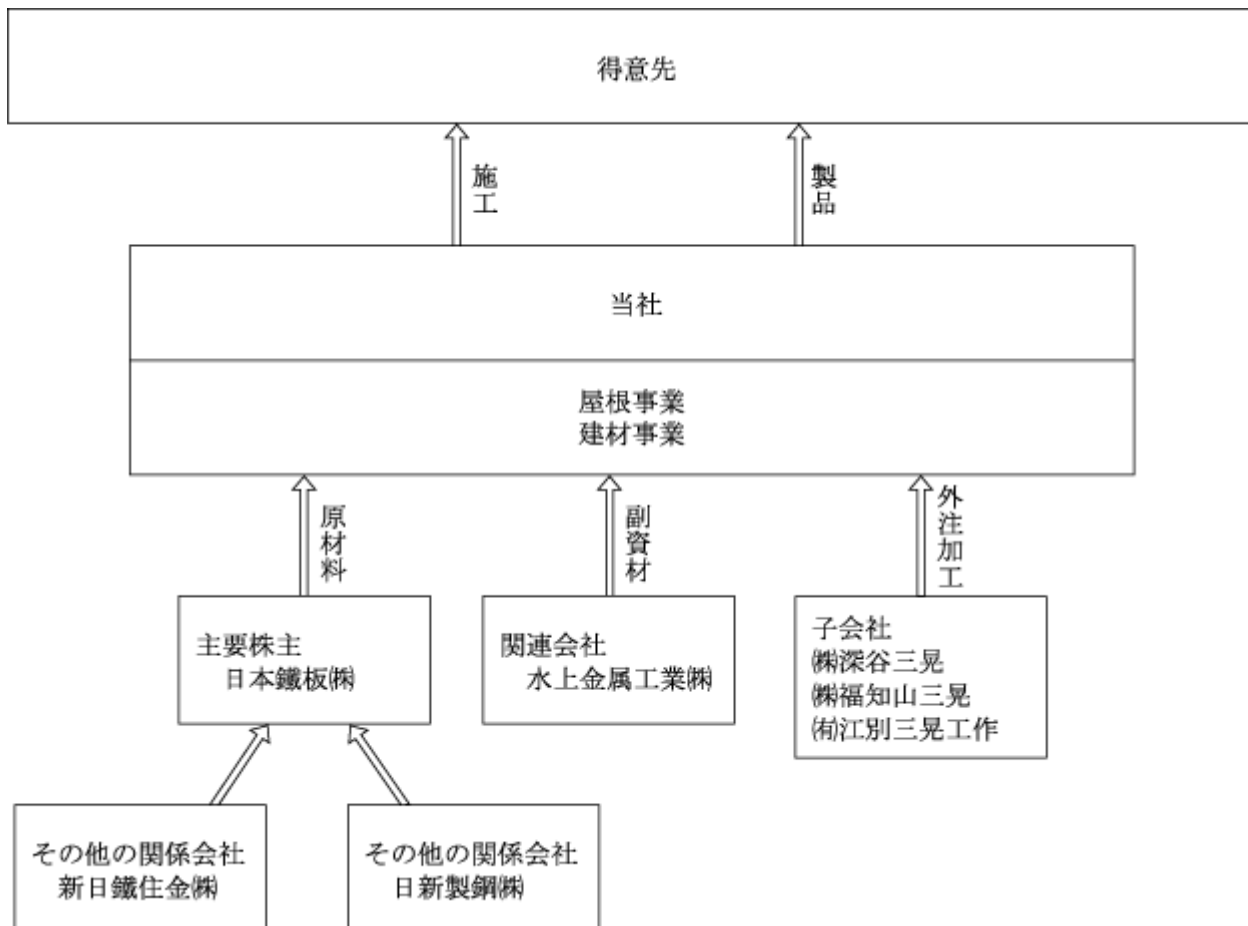 得意先
施工
製品
当社
屋根事業
建材事業
原材料
副資材
外注加工
主要株主
日本鐵板㈱
関連会社
水上金属工業㈱
子会社
㈱深谷三晃
㈱福知山三晃
㈲江別三晃工作
その他の関係会社
新日鐵住金㈱
その他の関係会社
日新製鋼㈱